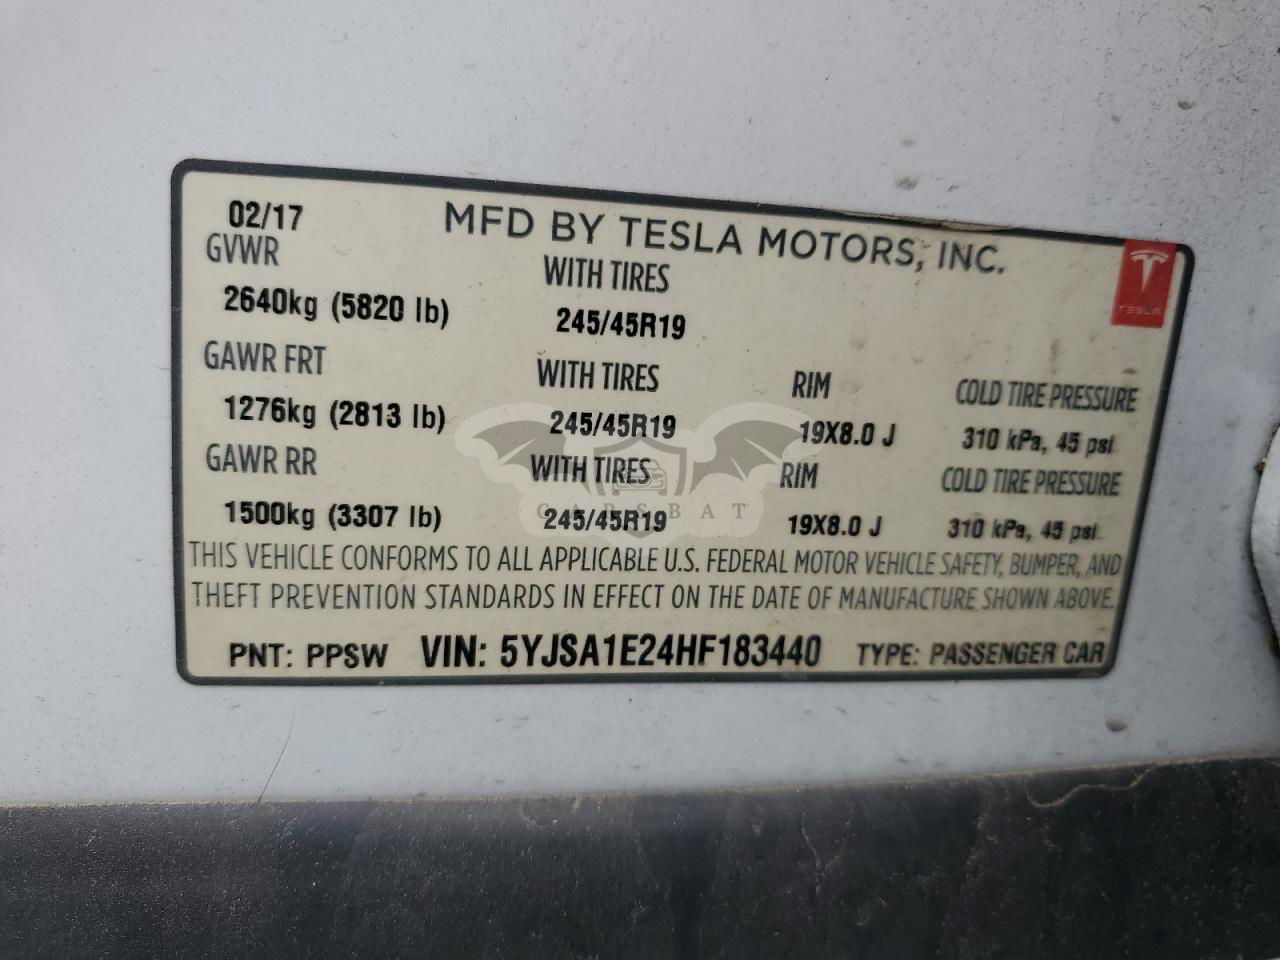 02/17 MFD BY TESLA MOTORS, INC.
TESLA
GVWR WITH TIRES
2640kg (5820 lb) 245/45R19
GAWR FRT WITH TIRES RIM COLD TIRE PRESSURE
1276kg (2813 lb) 245/45R19 19X8.0 J 310 kPa, 45 psi
GAWR RR WITH TIRES RIM COLD TIRE PRESSURE
CARSBAT
1500kg (3307 lb) 245/45R19 19X8.0 J 310 kPa, 45 psi
THIS VEHICLE CONFORMS TO ALL APPLICABLE U.S. FEDERAL MOTOR VEHICLE SAFETY, BUMPER, AND
THEFT PREVENTION STANDARDS IN EFFECT ON THE DATE OF MANUFACTURE SHOWN ABOVE.
PNT: PPSW VIN: 5YJSA1E24HF183440 TYPE: PASSENGER CAR